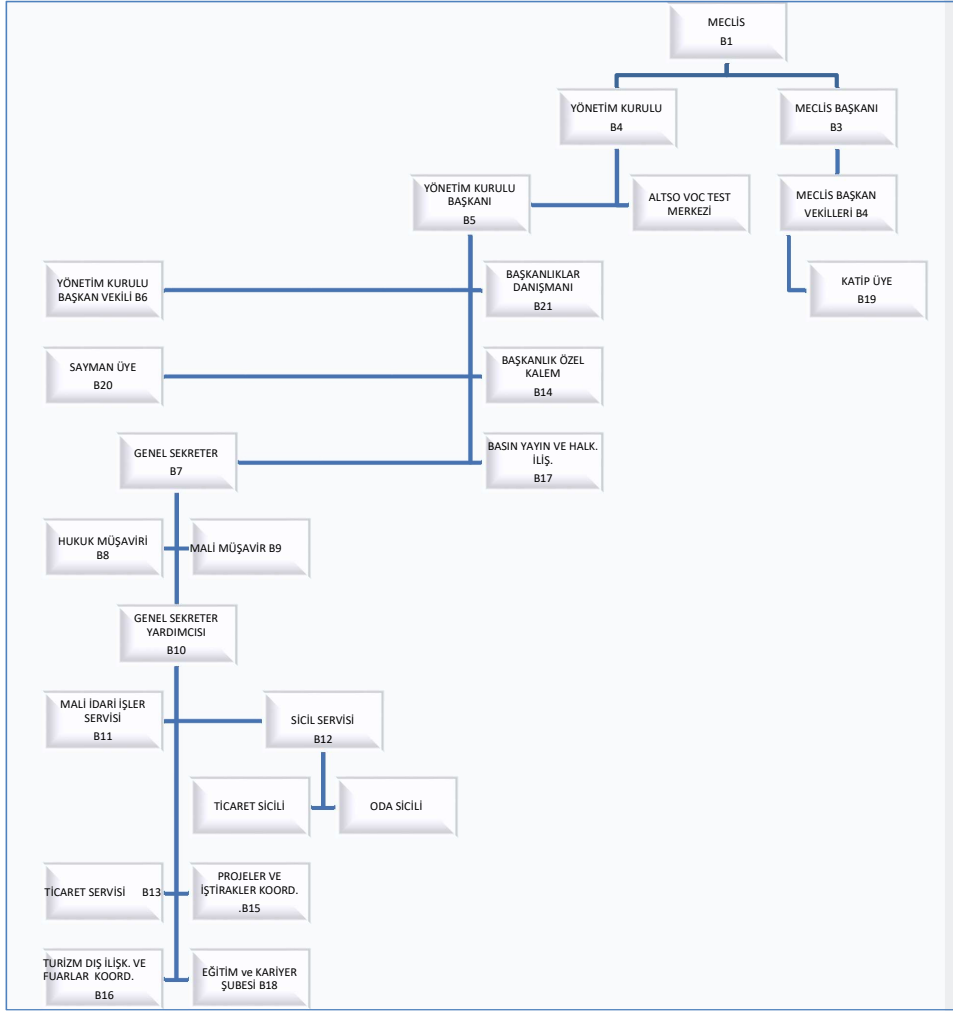 MECLİS
B1
YÖNETİM KURULU
B4
MECLİS BAŞKANI
B3
YÖNETİM KURULU
BAŞKANI
B5
ALTSO VOC TEST
MERKEZİ
MECLİS BAŞKAN
VEKİLLERİ B4
YÖNETİM KURULU
BAŞKAN VEKİLİ B6
BAŞKANLIKLAR
DANIŞMANI
B21
KATİP ÜYE
B19
SAYMAN ÜYE
B20
BAŞKANLIK ÖZEL
KALEM
B14
GENEL SEKRETER
B7
BASIN YAYIN VE HALK.
İLİŞ.
B17
HUKUK MÜŞAVİRİ
B8
MALİ MÜŞAVİR B9
GENEL SEKRETER
YARDIMCISI
B10
MALİ İDARİ İŞLER
SERVİSİ
B11
SİCİL SERVİSİ
B12
TİCARET SİCİLİ
ODA SİCİLİ
TİCARET SERVİSİ B13
PROJELER VE
İŞTİRAKLER KOORD.
.B15
TURİZM DIŞ İLİŞK. VE
FUARLAR KOORD.
B16
EĞİTİM ve KARİYER
ŞUBESİ B18